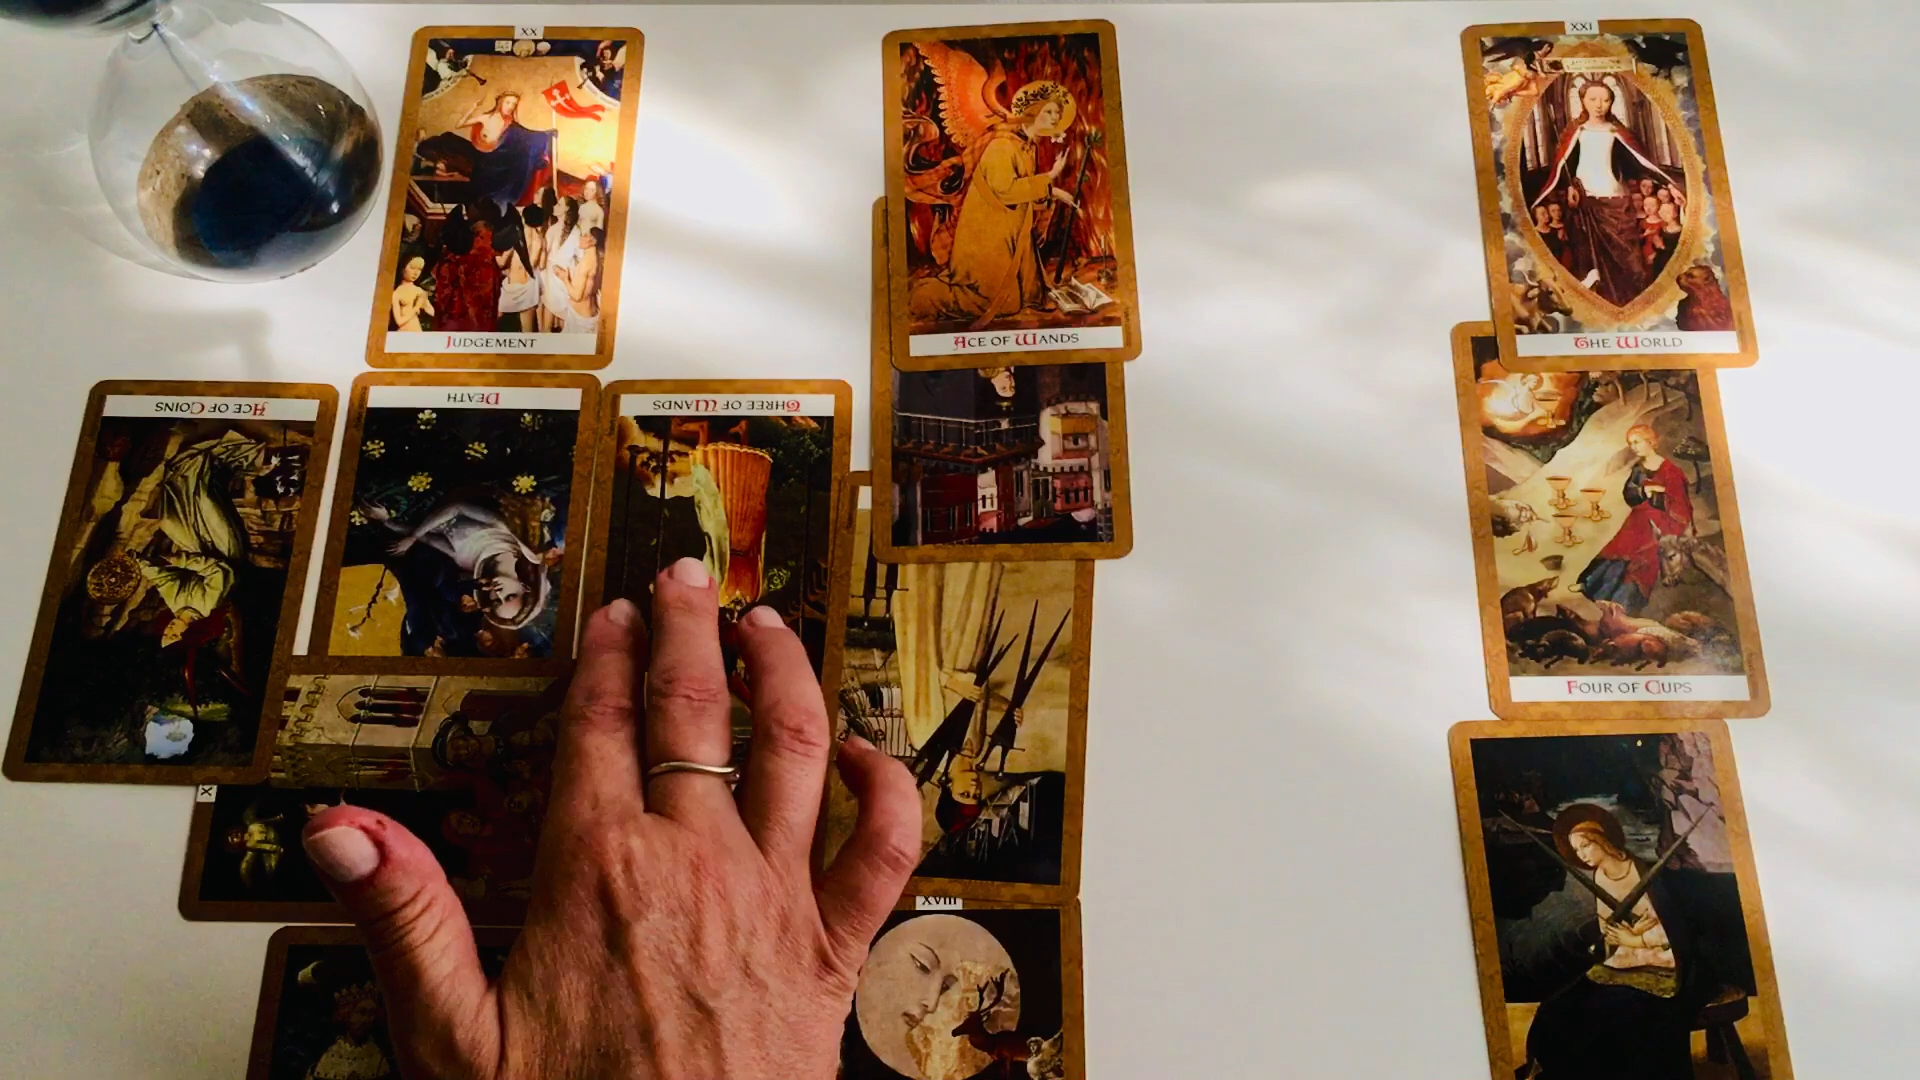 XX
JUDGEMENT
ACE OF WANDS
XXI
THE WORLD
ACE OF COINS
DEATH
THREE OF WANDS
FOUR OF CUPS
X
XVIII